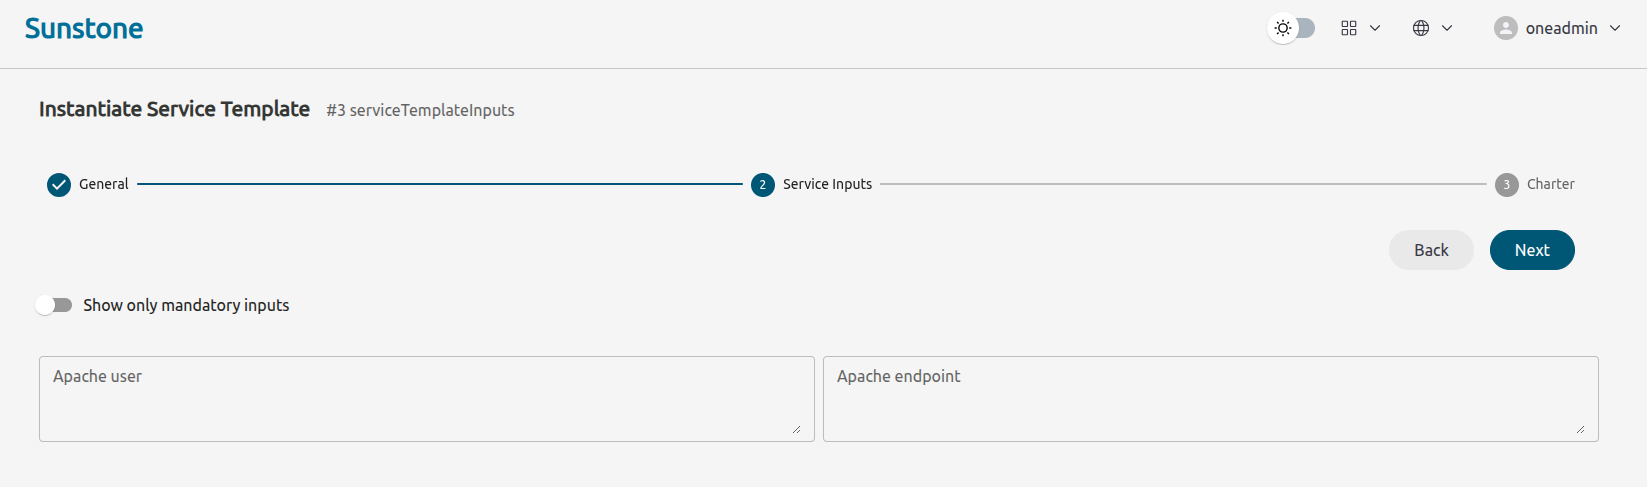 Sunstone
oneadmin
Instantiate Service Template #3 serviceTemplateInputs
General
2 Service Inputs
3 Charter
Back Next
Show only mandatory inputs
Apache user
Apache endpoint